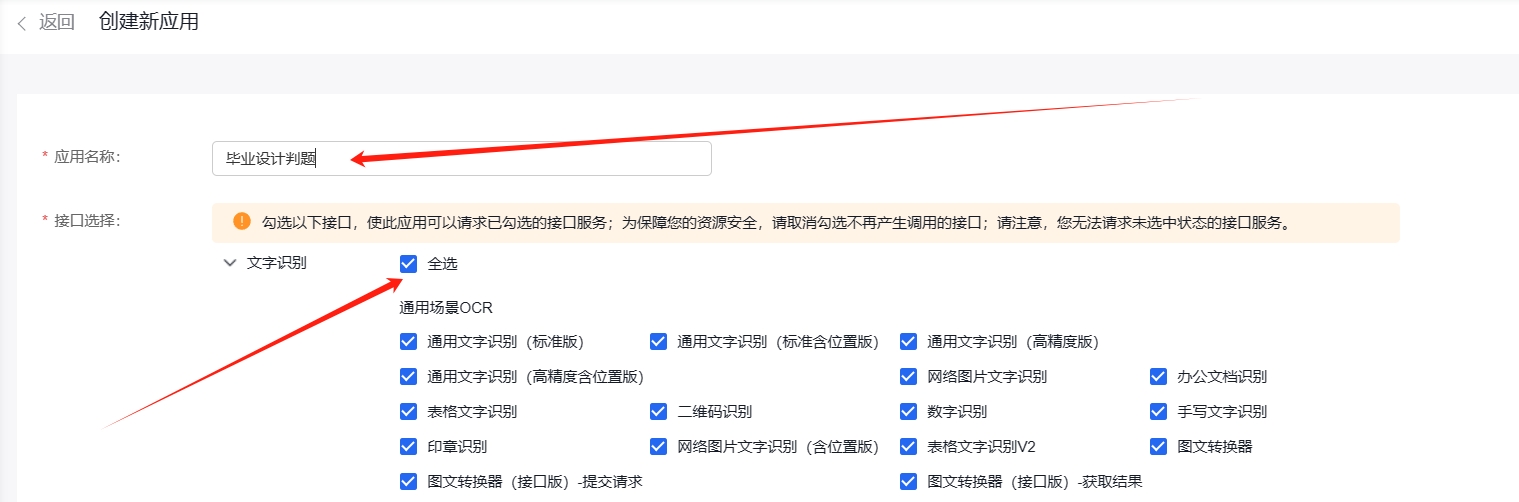 返回 创建新应用
* 应用名称： 毕业设计判题
* 接口选择： 勾选以下接口，使此应用可以请求已勾选的接口服务；为保障您的资源安全，请取消勾选不再产生调用的接口；请注意，您无法请求未选中状态的接口服务。
文字识别 全选
通用场景OCR
通用文字识别（标准版） 通用文字识别（标准含位置版） 通用文字识别（高精度版）
通用文字识别（高精度含位置版） 网络图片文字识别 办公文档识别
表格文字识别 二维码识别 数字识别 手写文字识别
印章识别 网络图片文字识别（含位置版） 表格文字识别V2 图文转换器
图文转换器（接口版）-提交请求 图文转换器（接口版）-获取结果